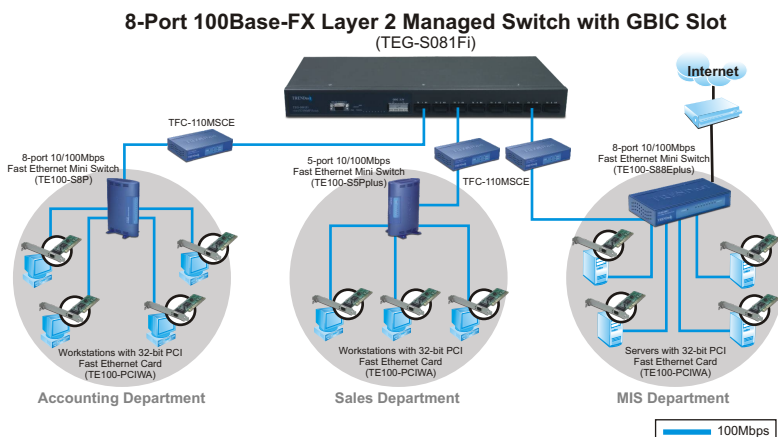 8-Port 100Base-FX Layer 2 Managed Switch with GBIC Slot
(TEG-S081Fi)
Internet
TFC-110MSCE
8-port 10/100Mbps
Fast Ethernet Mini Switch
(TE100-S8P)
5-port 10/100Mbps
Fast Ethernet Mini Switch
(TE100-S5Pplus)
TFC-110MSCE
8-port 10/100Mbps
Fast Ethernet Mini Switch
(TE100-S88Eplus)
Workstations with 32-bit PCI
Fast Ethernet Card
(TE100-PCIWA)
Workstations with 32-bit PCI
Fast Ethernet Card
(TE100-PCIWA)
Servers with 32-bit PCI
Fast Ethernet Card
(TE100-PCIWA)
Accounting Department
Sales Department
MIS Department
100Mbps